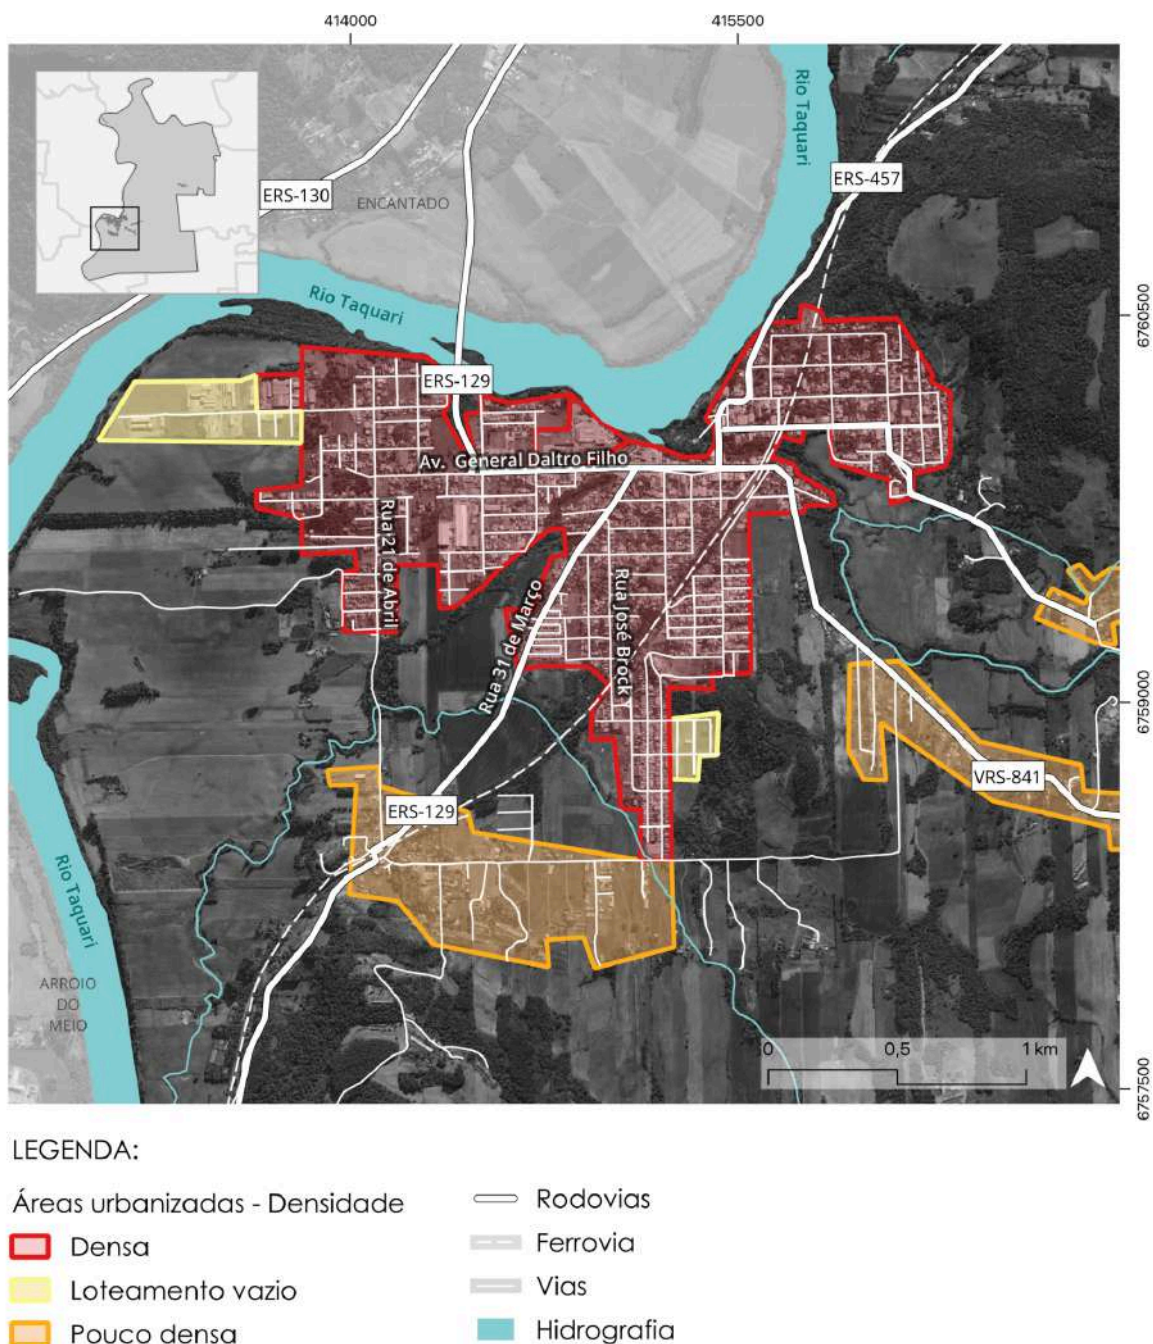 414000
415500
Rio Taquari
ERS-457
ERS-130
ENCANTADO
Rio Taquari
6760500
ERS-129
Av. General Daltro Filho
Rua 21 de Abril
Rua 31 de Março
Rua José Brock
6759000
VRS-841
ERS-129
Rio Taquari
ARROIO
DO
MEIO
0 0,5 1 km
6757500
LEGENDA:
Áreas urbanizadas - Densidade
Densa
Loteamento vazio
Pouco densa
Rodovias
Ferrovia
Vias
Hidrografia